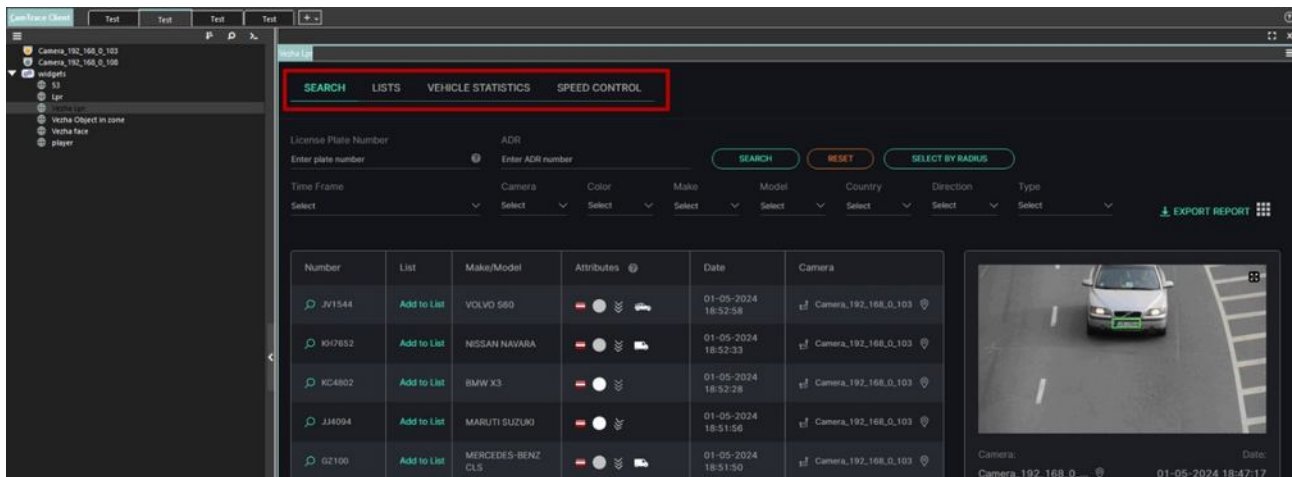 CamTrace Client Test Test Test Test
Camera_192_168_0_103
Camera_192_168_0_108
widgets
S3
Lpr
Vezha Lpr
Vezha Object in zone
Vezha face
player
Vezha Lpr
SEARCH LISTS VEHICLE STATISTICS SPEED CONTROL
License Plate Number ADR
Enter plate number Enter ADR number SEARCH RESET SELECT BY RADIUS
Time Frame Camera Color Make Model Country Direction Type
Select Select Select Select Select Select Select Select
EXPORT REPORT
Number List Make/Model Attributes Date Camera
JV1544 Add to List VOLVO S60 01-05-2024 18:52:58 Camera_192_168_0_103
KH7652 Add to List NISSAN NAVARA 01-05-2024 18:52:33 Camera_192_168_0_103
KC4802 Add to List BMW X3 01-05-2024 18:52:28 Camera_192_168_0_103
JJ4094 Add to List MARUTI SUZUKI 01-05-2024 18:51:56 Camera_192_168_0_103
GZ100 Add to List MERCEDES-BENZ CLS 01-05-2024 18:51:50 Camera_192_168_0_103
Camera: Date:
Camera_192_168_0_... 01-05-2024 18:47:17